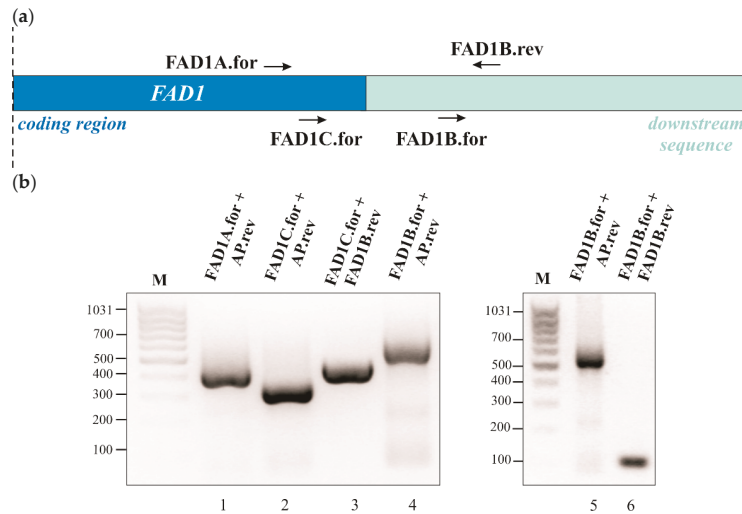 (a)
FAD1A.for
FAD1B.rev
FAD1
coding region
FAD1C.for
FAD1B.for
downstream
sequence
(b)
M
FAD1A.for +
AP.rev
FAD1C.for +
AP.rev
FAD1C.for +
FAD1B.rev
FAD1B.for +
AP.rev
1031
700
500
400
300
200
100
1
2
3
4
M
FAD1B.for +
AP.rev
FAD1B.for +
FAD1B.rev
1031
700
500
400
300
200
100
5
6